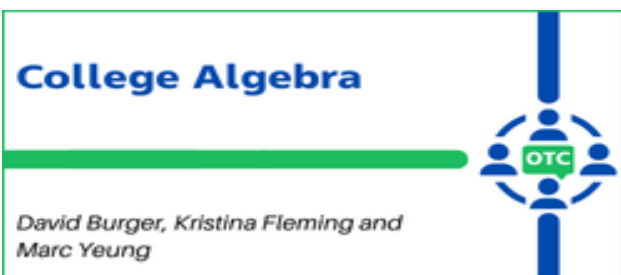 College Algebra
OTC
David Burger, Kristina Fleming and
Marc Yeung